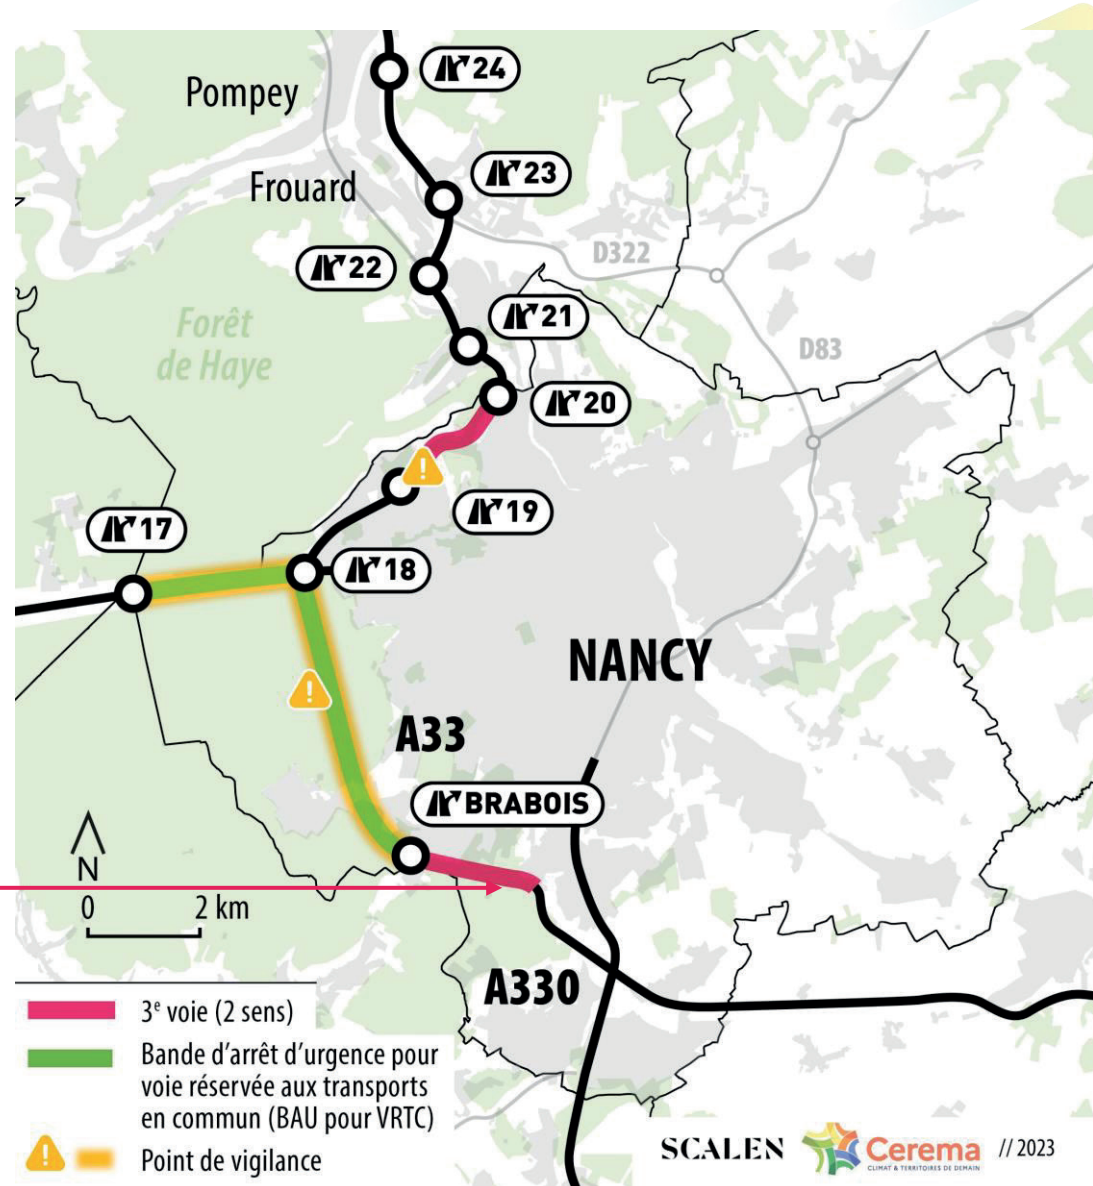 24
Pompey
23
Frouard
D322
22
21
Forêt
de Haye
D83
20
19
17
18
NANCY
A33
BRABOIS
N
0 2 km
A330
3e voie (2 sens)
Bande d’arrêt d’urgence pour
voie réservée aux transports
en commun (BAU pour VRTC)
Point de vigilance
SCALEN Cerema // 2023
CLIMAT & TERRITOIRES DE DEMAIN